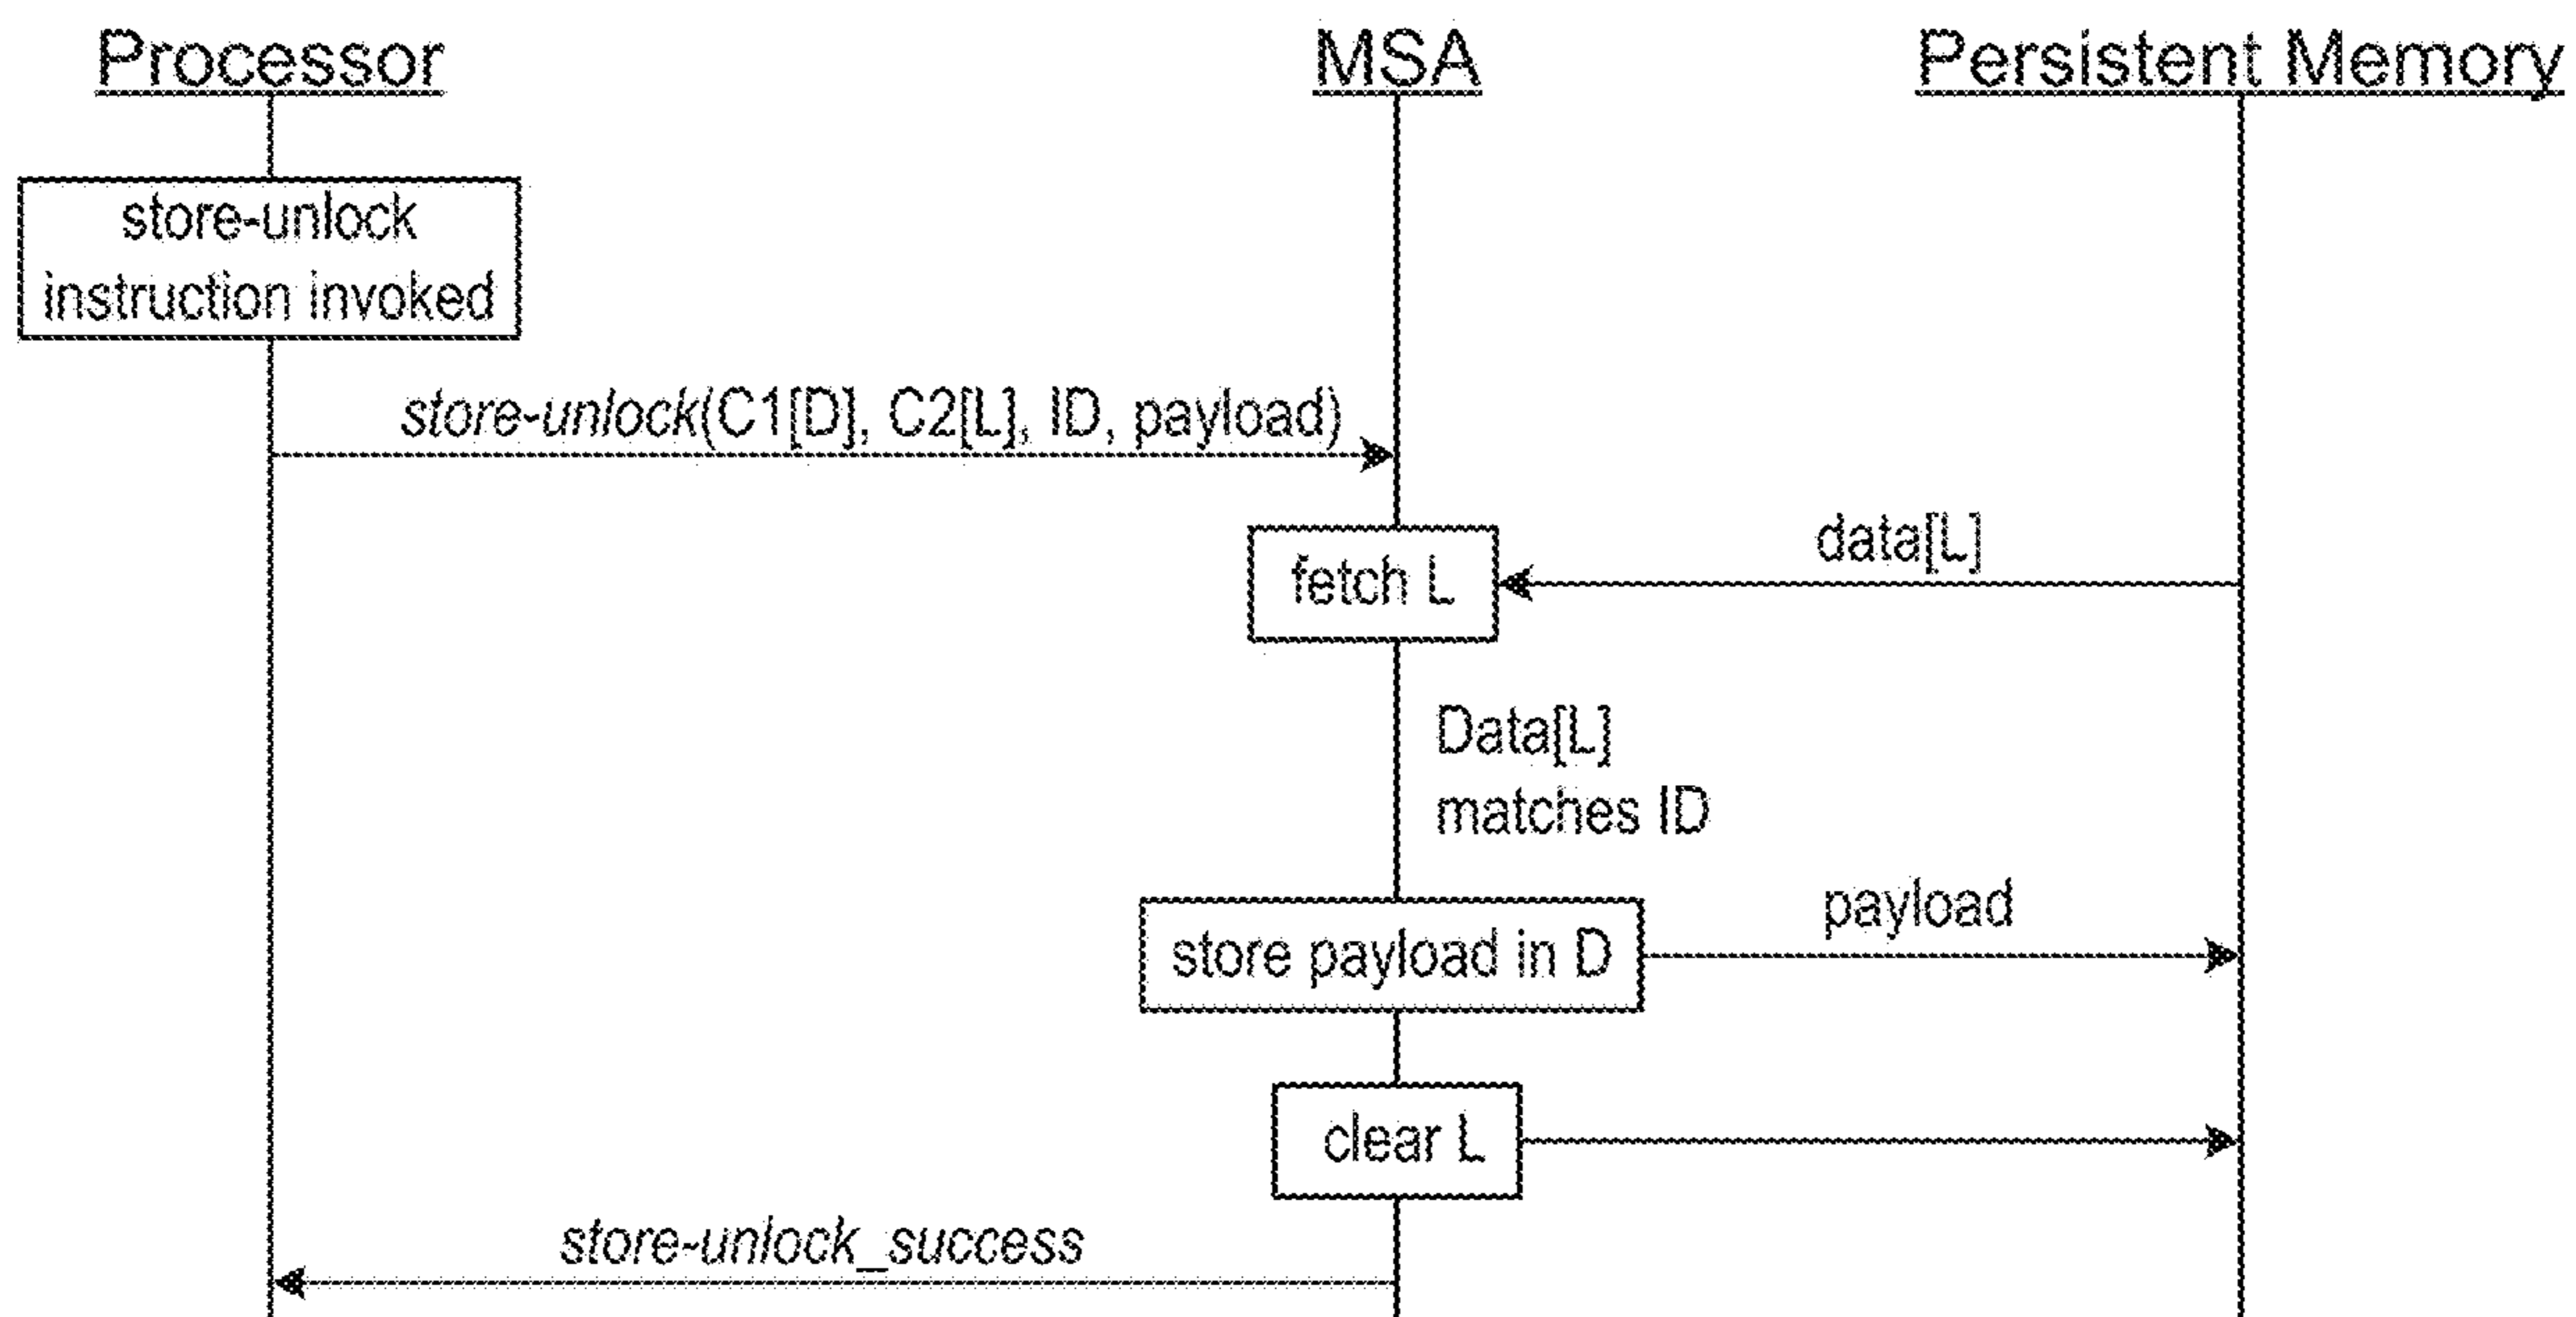 Processor
MSA
Persistent Memory
store-unlock
instruction invoked
store-unlock(C1[D], C2[L], ID, payload)
fetch L
data[L]
Data[L]
matches ID
store payload in D
payload
clear L
store-unlock_success